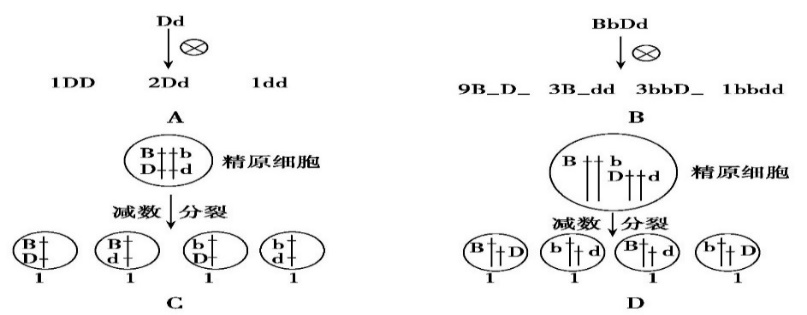 Dd
1DD 2Dd 1dd
A
BbDd
9B_D_ 3B_dd 3bbD_ 1bbdd
B
B b
D d
精原细胞
减数 分裂
B B b b
D d D d
1 1 1 1
C
B b
D d
精原细胞
减数 分裂
B D b d B d b D
1 1 1 1
D